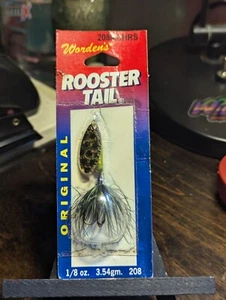 Worden's
ROOSTER
TAIL
ORIGINAL
1/8 oz. 3.54gm. 208